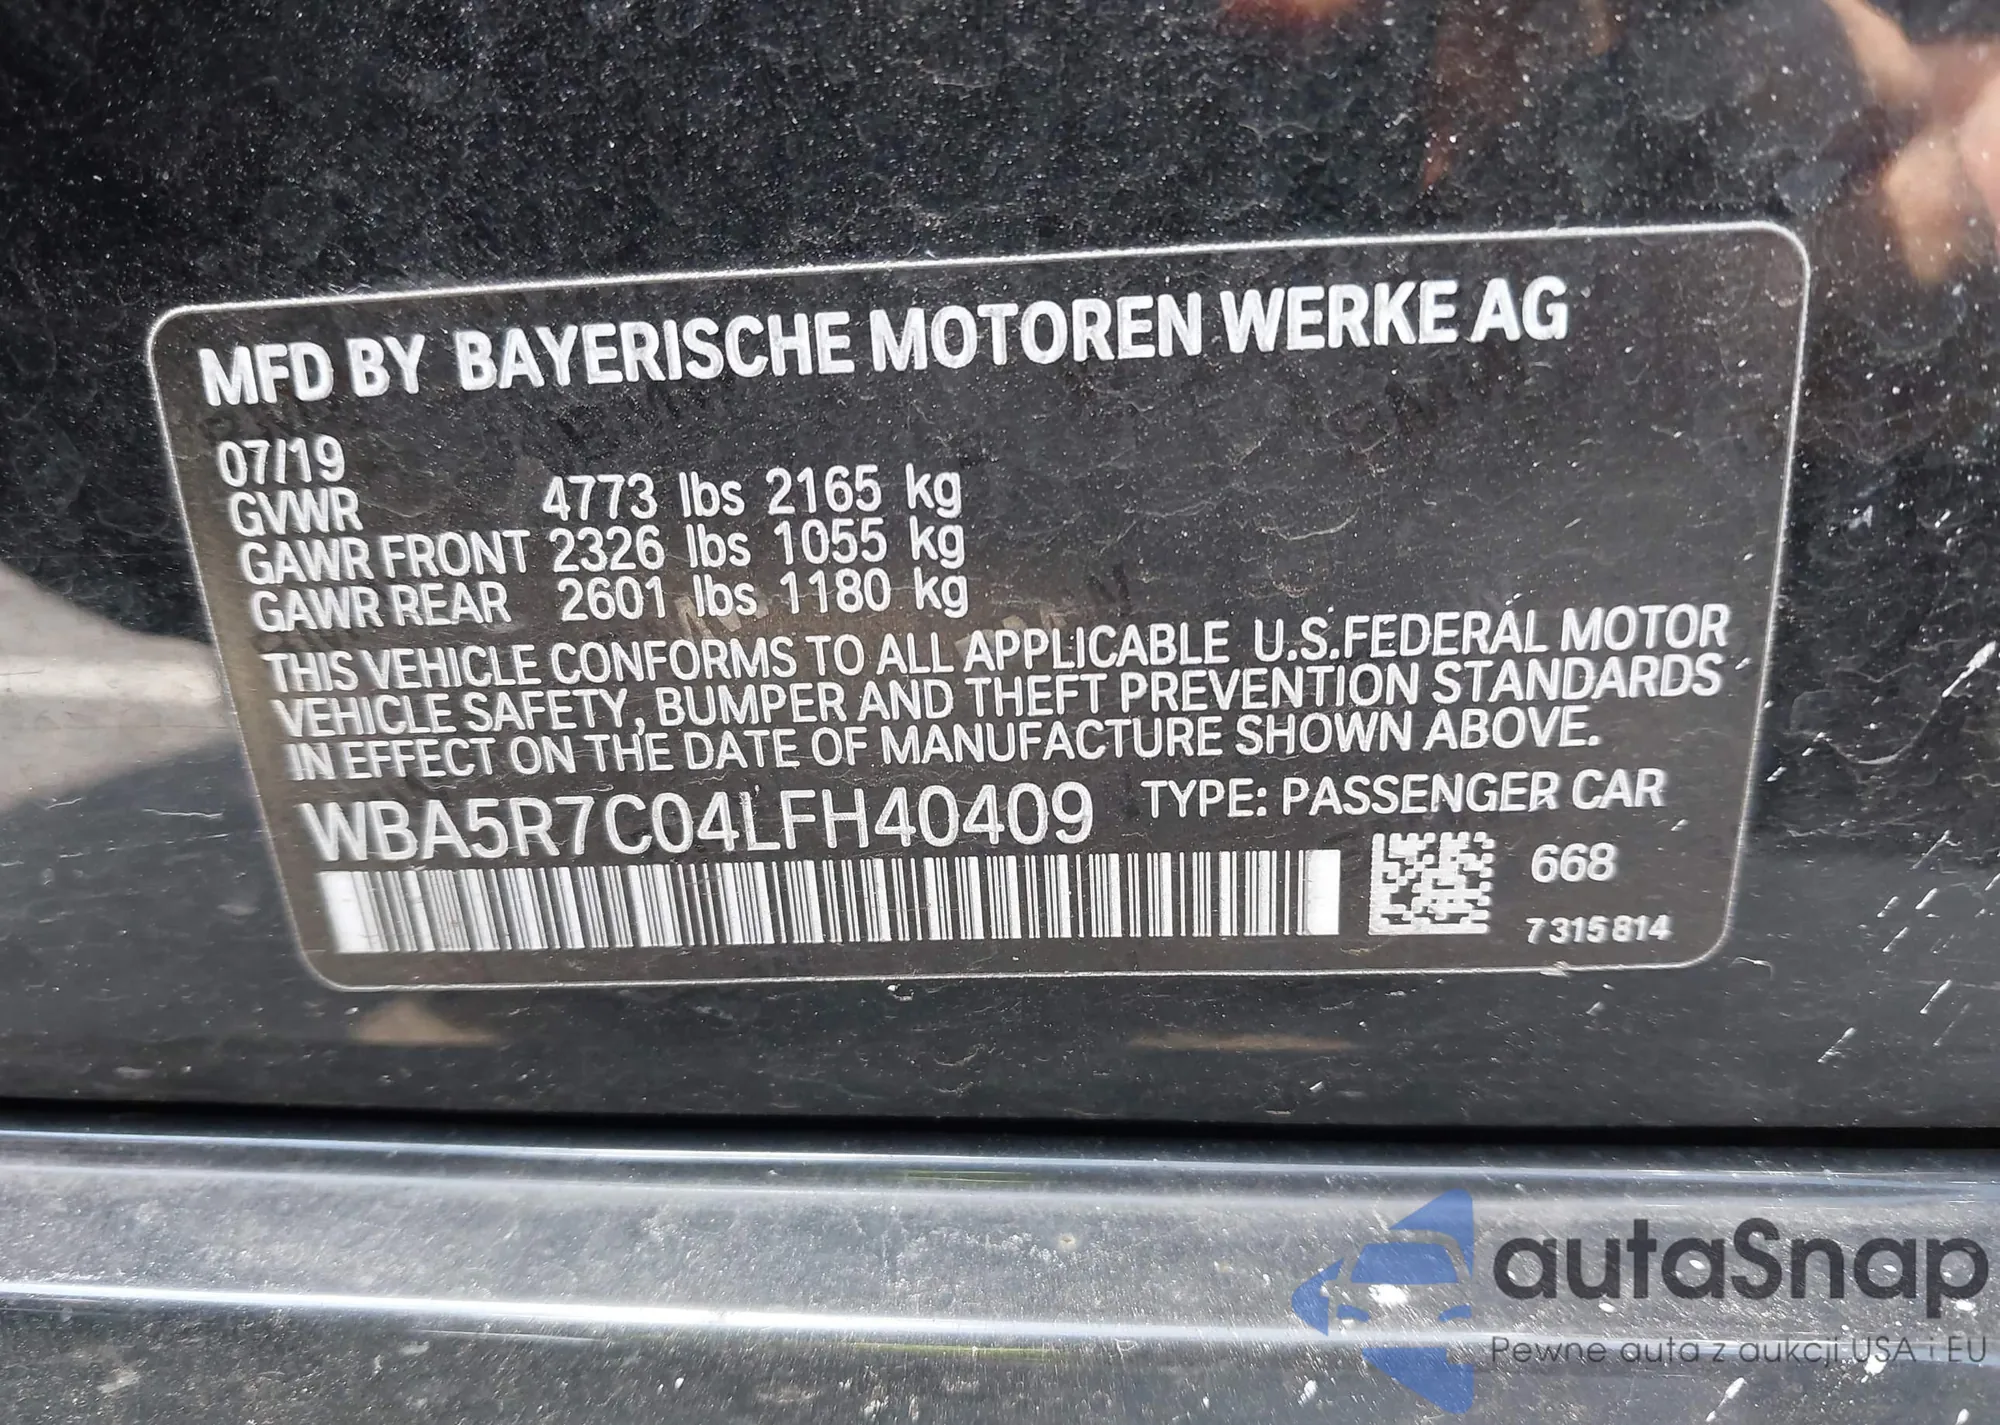 MFD BY BAYERISCHE MOTOREN WERKE AG
07/19
GVWR 4773 lbs 2165 kg
GAWR FRONT 2326 lbs 1055 kg
GAWR REAR 2601 lbs 1180 kg
THIS VEHICLE CONFORMS TO ALL APPLICABLE U.S.FEDERAL MOTOR
VEHICLE SAFETY, BUMPER AND THEFT PREVENTION STANDARDS
IN EFFECT ON THE DATE OF MANUFACTURE SHOWN ABOVE.
WBA5R7C04LFH40409 TYPE: PASSENGER CAR
668
7315814
autaSnap
Pewne auta z aukcji USA i EU